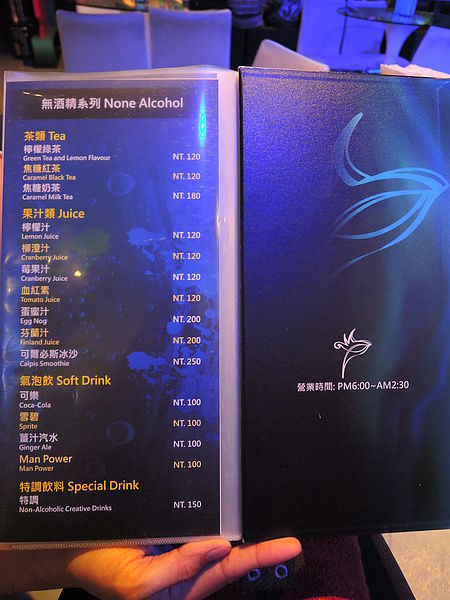 無酒精系列 None Alcohol
茶類 Tea
檸檬綠茶
Green Tea and Lemon Flavour NT. 120
焦糖紅茶
Caramel Black Tea NT. 120
焦糖奶茶
Caramel Milk Tea NT. 180
果汁類 Juice
檸檬汁
Lemon Juice NT. 120
柳澄汁
Cranberry Juice NT. 120
莓果汁
Cranberry Juice NT. 120
血紅素
Tomato Juice NT. 120
蛋蜜汁
Egg Nogi NT. 200
芬蘭汁
Finland Juice NT. 200
可爾必斯冰沙
Calpis Smoothie NT. 250
氣泡飲 Soft Drink
可樂
Coca-Cola NT. 100
雪碧
Sprite NT. 100
薑汁汽水
Ginger Ale NT. 100
Man Power
Man Power NT. 100
特調飲料 Special Drink
特調
Non-Alcoholic Creative Drinks NT. 150
營業時間: PM6:00~AM2:30